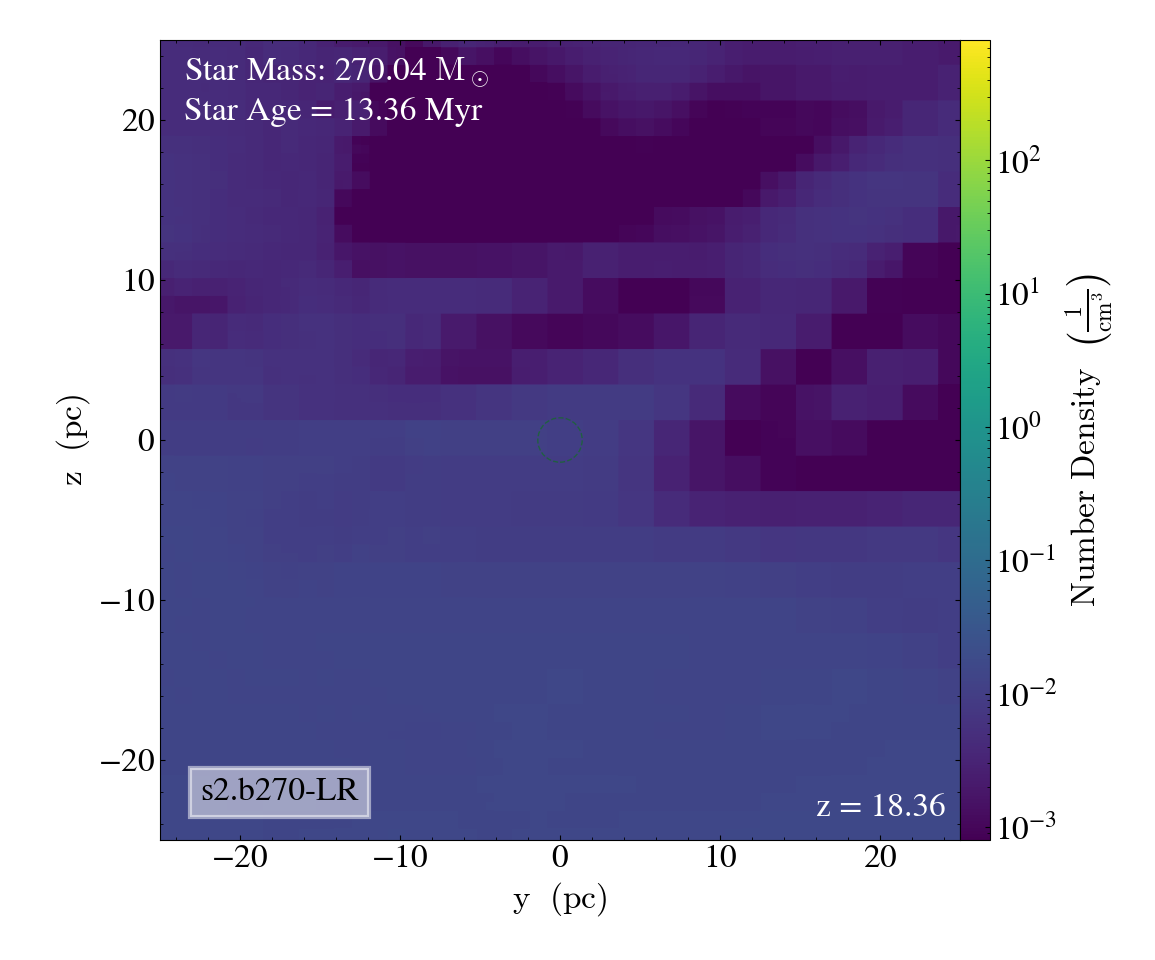 Star Mass: 270.04 M⊙
Star Age = 13.36 Myr
20
10
0
−10
−20
z (pc)
s2.b270-LR
z = 18.36
−20 −10 0 10 20
y (pc)
10²
10¹
10⁰
10⁻¹
10⁻²
10⁻³
Number Density (1/cm³)